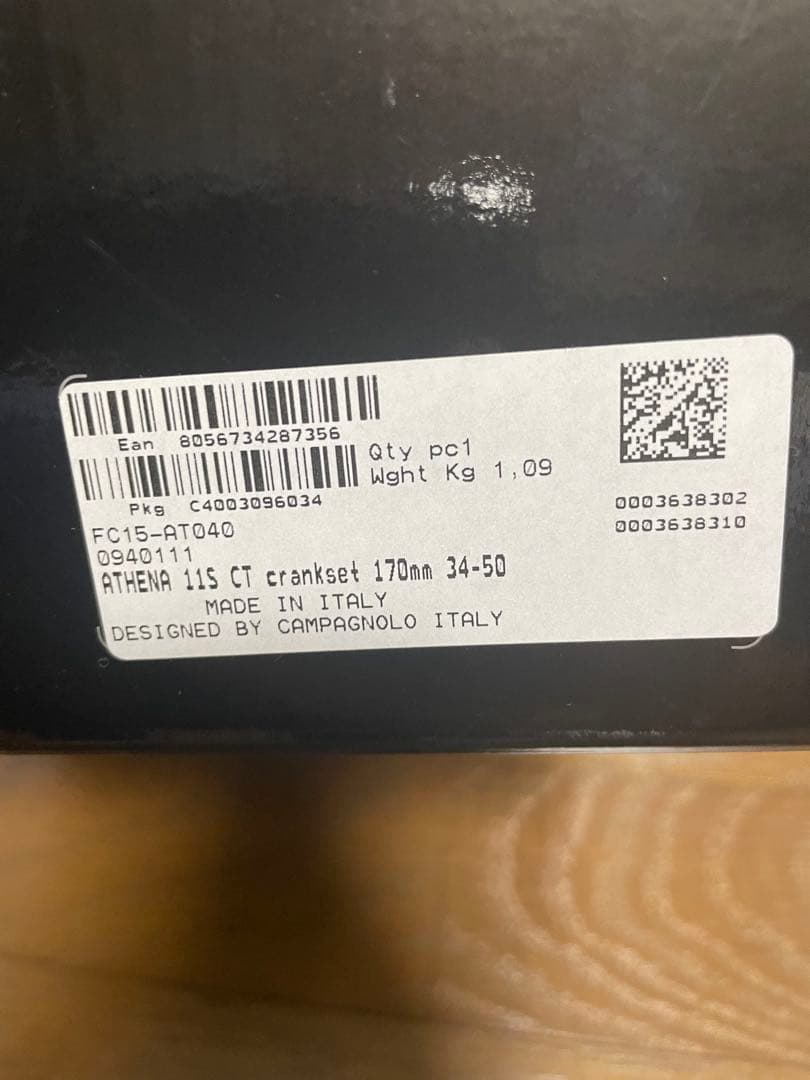 Ean 8056734287356
Qty pc1
Wght Kg 1,09
Pkg C4003096034
0003638302
0003638310
FC15-AT040
0940111
ATHENA 11S CT crankset 170mm 34-50
MADE IN ITALY
DESIGNED BY CAMPAGNOLO ITALY